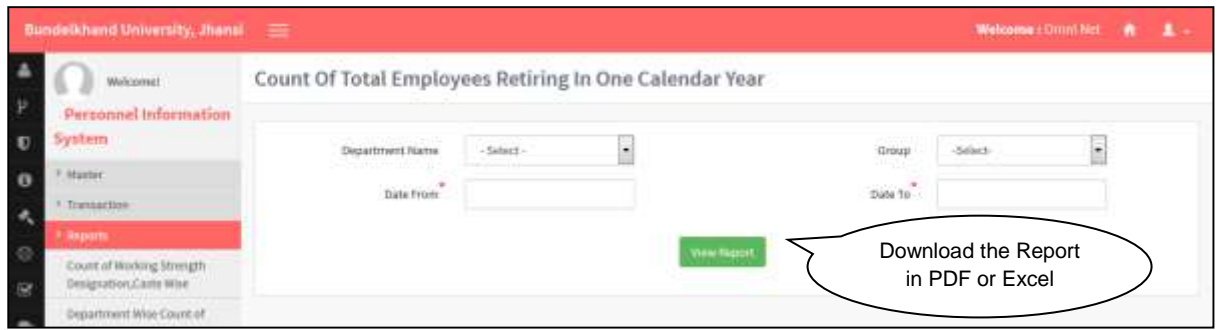 Bundelkhand University, Jhansi
Welcome : Omni Net
Welcome!
Personnel Information
System
Master
Transaction
Reports
Count of Working Strength
Designation,Caste Wise
Department Wise Count of
Count Of Total Employees Retiring In One Calendar Year
Department Name
- Select -
Group
-Select-
Date From*
Date To*
View Report
Download the Report
in PDF or Excel